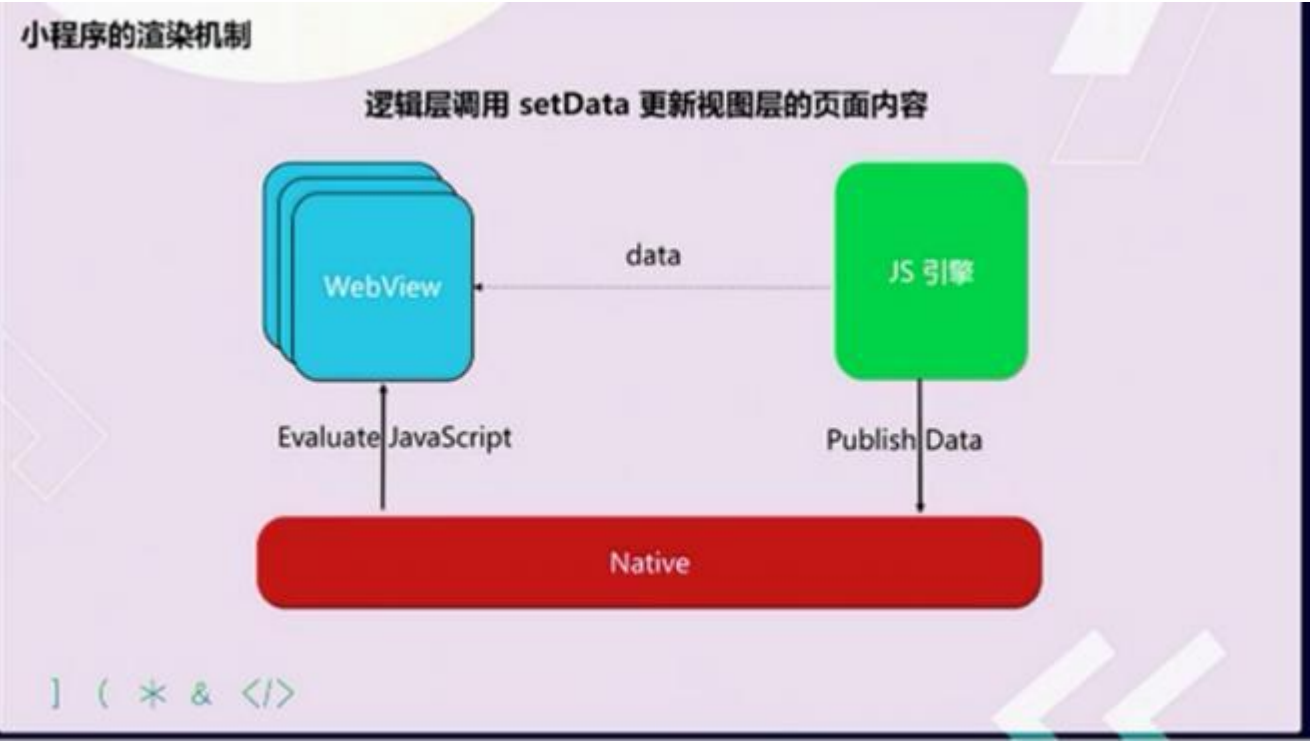 小程序的渲染机制
逻辑层调用 setData 更新视图层的页面内容
data
WebView
JS 引擎
Evaluate JavaScript
Publish Data
Native
] ( * & </>